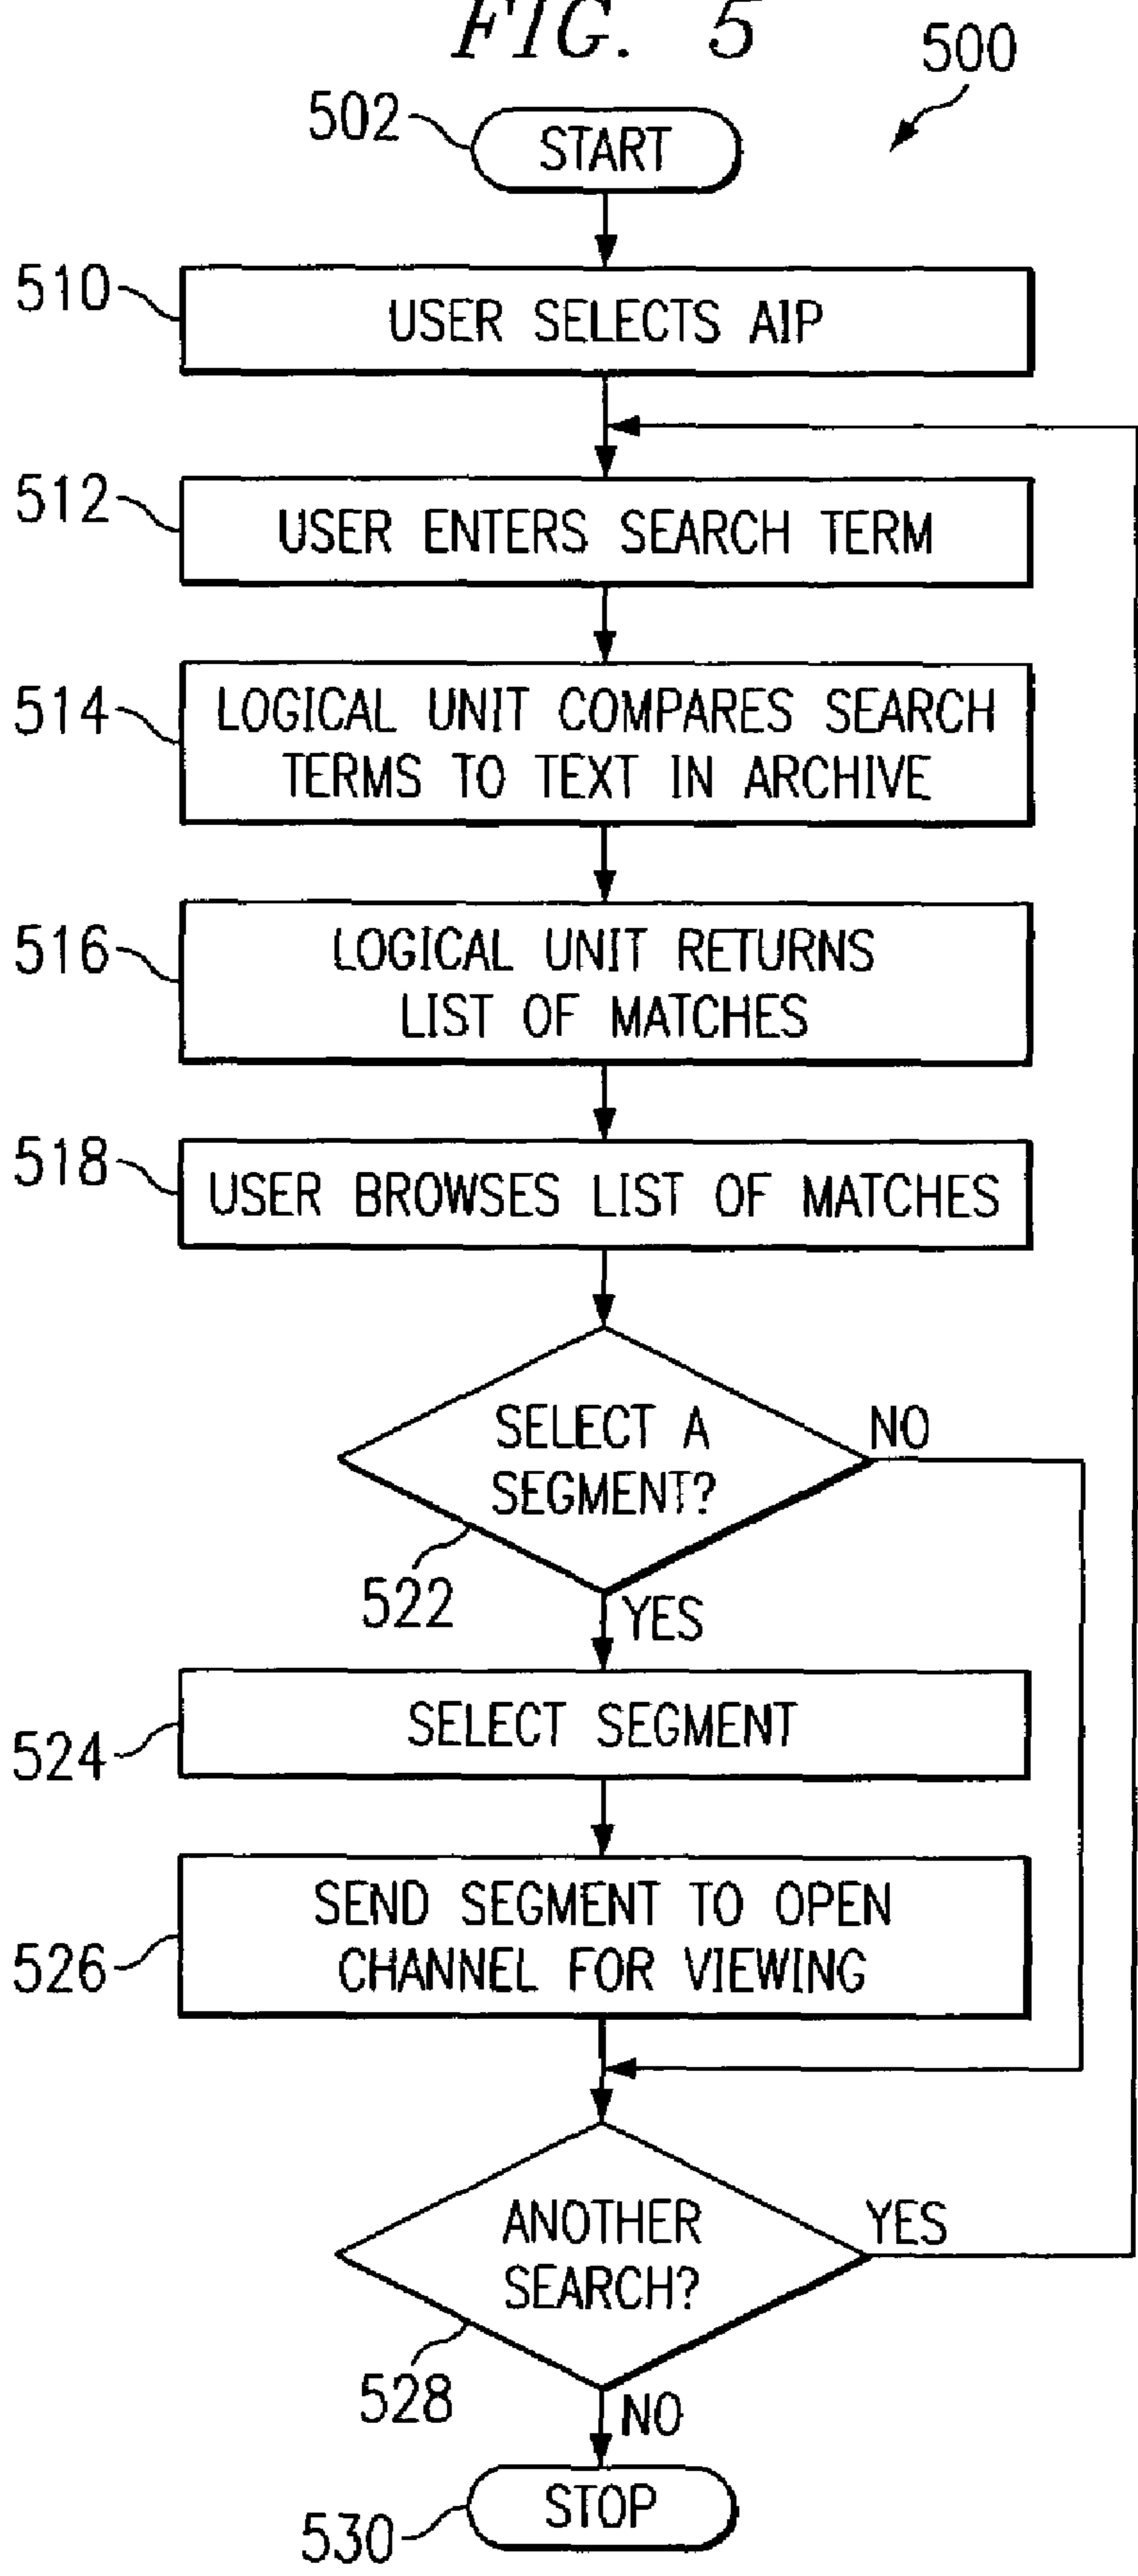 FIG. 5
500
502
START
510
USER SELECTS AIP
512
USER ENTERS SEARCH TERM
514
LOGICAL UNIT COMPARES SEARCH
TERMS TO TEXT IN ARCHIVE
516
LOGICAL UNIT RETURNS
LIST OF MATCHES
518
USER BROWSES LIST OF MATCHES
SELECT A
SEGMENT?
NO
522
YES
524
SELECT SEGMENT
526
SEND SEGMENT TO OPEN
CHANNEL FOR VIEWING
ANOTHER
SEARCH?
YES
528
NO
STOP
530